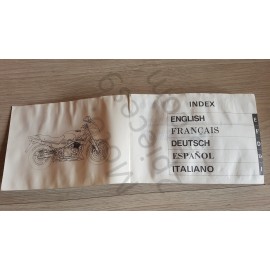 INDEX
ENGLISH
FRANÇAIS
DEUTSCH
ESPAÑOL
ITALIANO